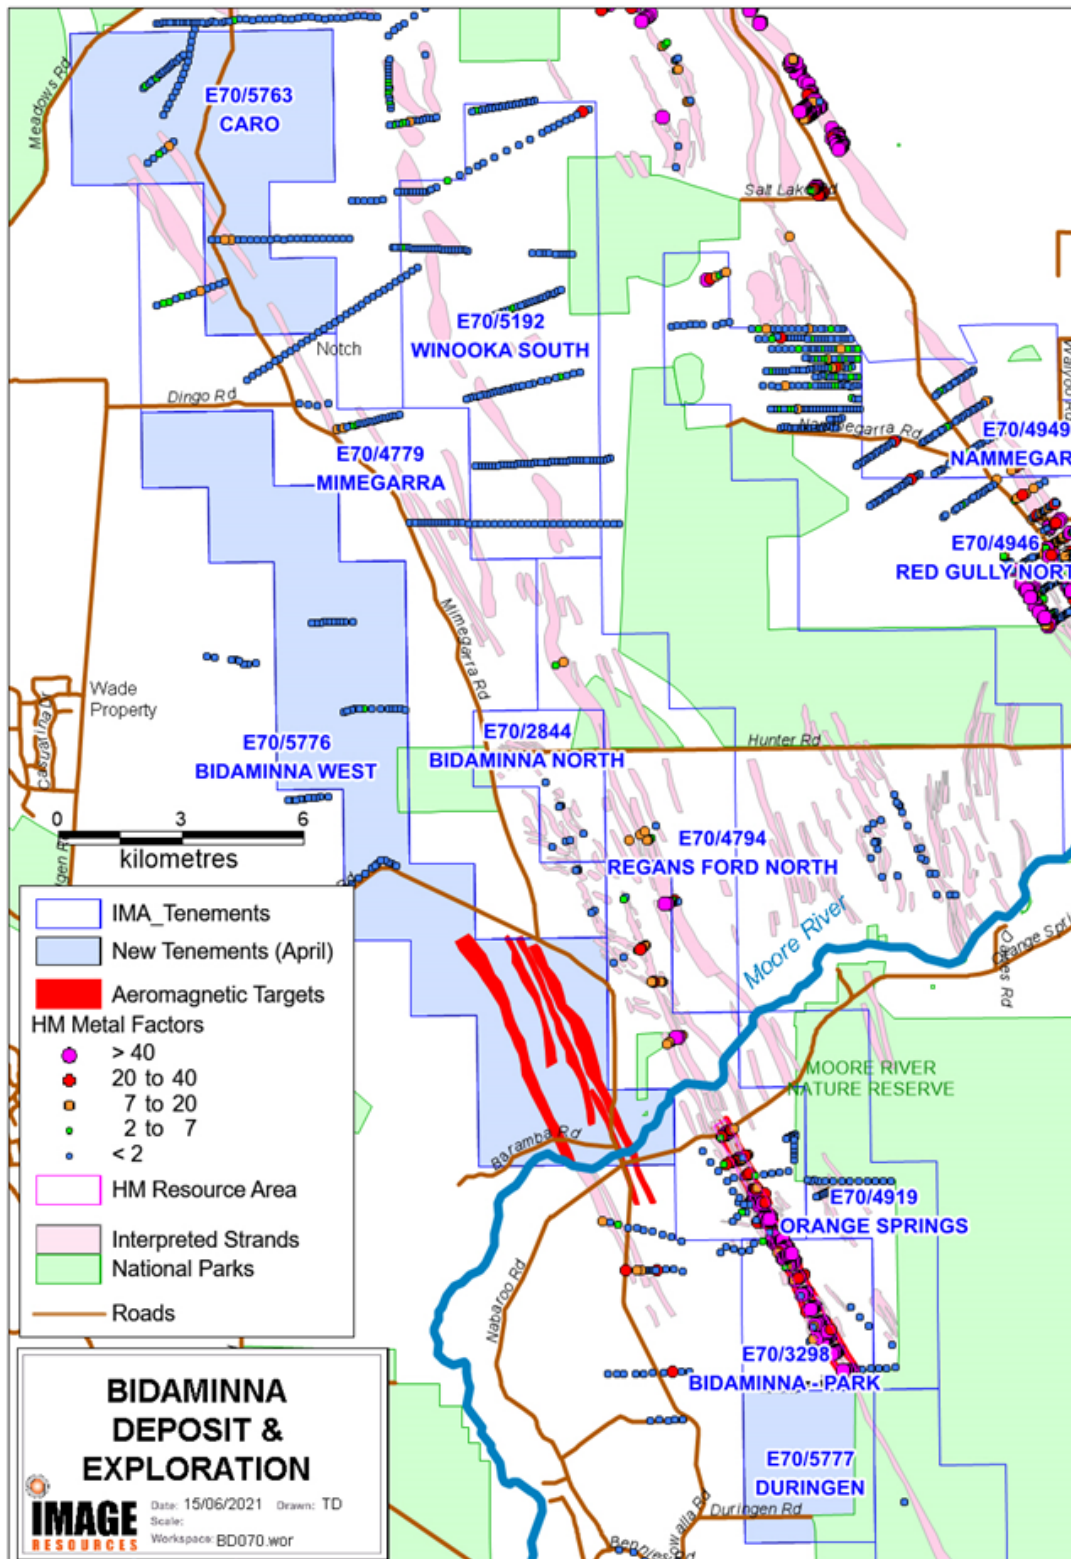 Meadows Rd
E70/5763
CARO
Salt Lake Rd
E70/5192
WINOOKA SOUTH
Notch
Dingo Rd
Nammegarra Rd
E70/4949
NAMMEGAR
E70/4779
MIMEGARRA
E70/4946
RED GULLY NORT
Mimegarra Rd
Wade
Property
Casuarina Dr
E70/5776
BIDAMINNA WEST
E70/2844
BIDAMINNA NORTH
Hunter Rd
0 3 6
kilometres
E70/4794
REGANS FORD NORTH
Moore River
Orange Spri
MOORE RIVER
NATURE RESERVE
Baramba Rd
E70/4919
ORANGE SPRINGS
Nabaroo Rd
E70/3298
BIDAMINNA - PARK
E70/5777
DURINGEN
Duringen Rd
IMA_Tenements
New Tenements (April)
Aeromagnetic Targets
HM Metal Factors
> 40
20 to 40
7 to 20
2 to 7
< 2
HM Resource Area
Interpreted Strands
National Parks
Roads
BIDAMINNA
DEPOSIT &
EXPLORATION
IMAGE
RESOURCES
Date: 15/06/2021 Drawn: TD
Scale:
Workspace: BD070.wor